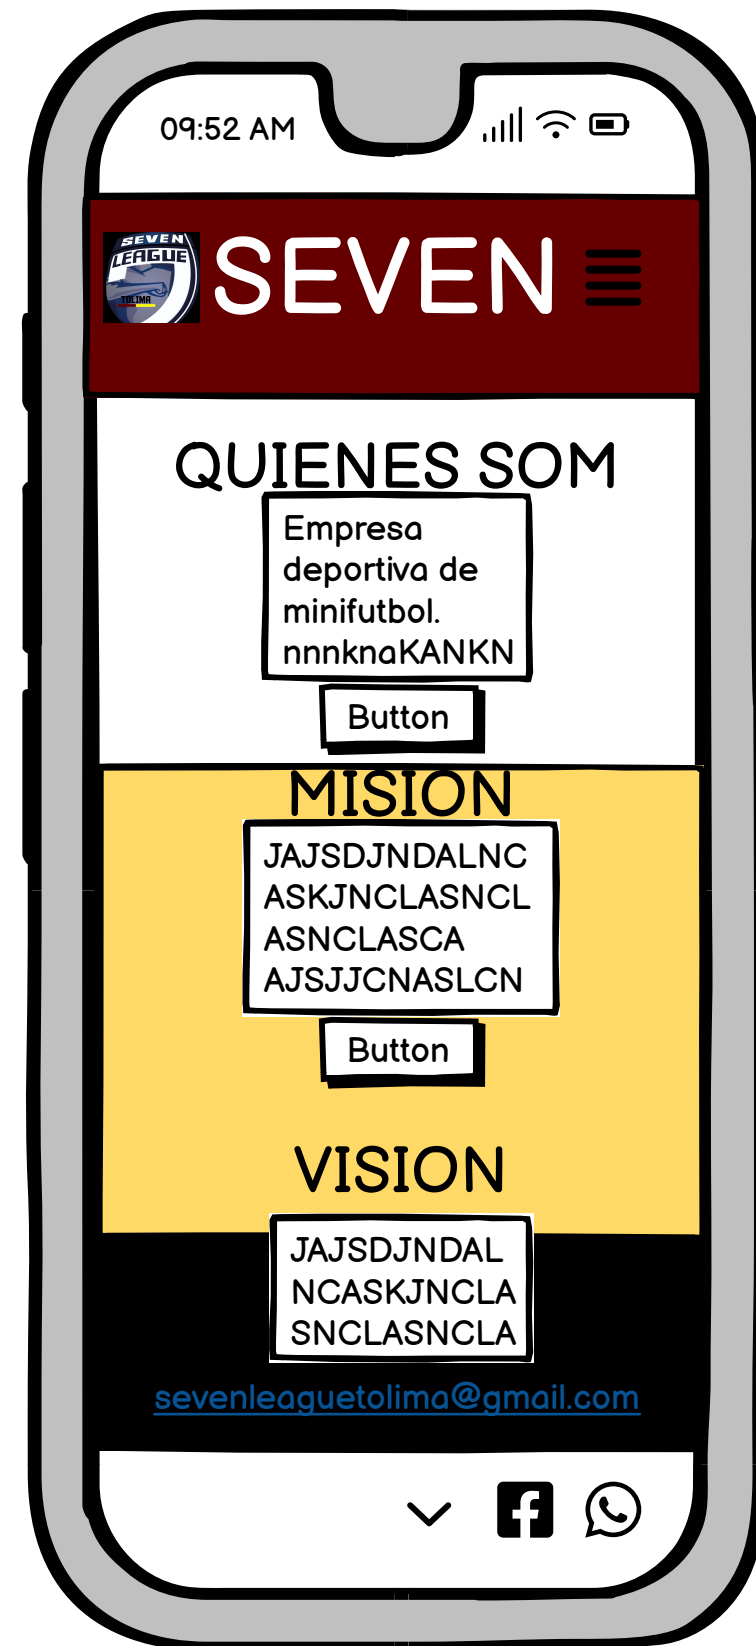 09:52 AM
SEVEN
LEAGUE
TOLIMA
SEVEN
QUIENES SOM
Empresa
deportiva de
minifutbol.
nnnknaKANKN
Button
MISION
JAJSDJNDALNC
ASKJNCLASNCL
ASNCLASCA
AJSJJCNASLCN
Button
VISION
JAJSDJNDAL
NCASKJNCLA
SNCLASNCLA
sevenleaguetolima@gmail.com